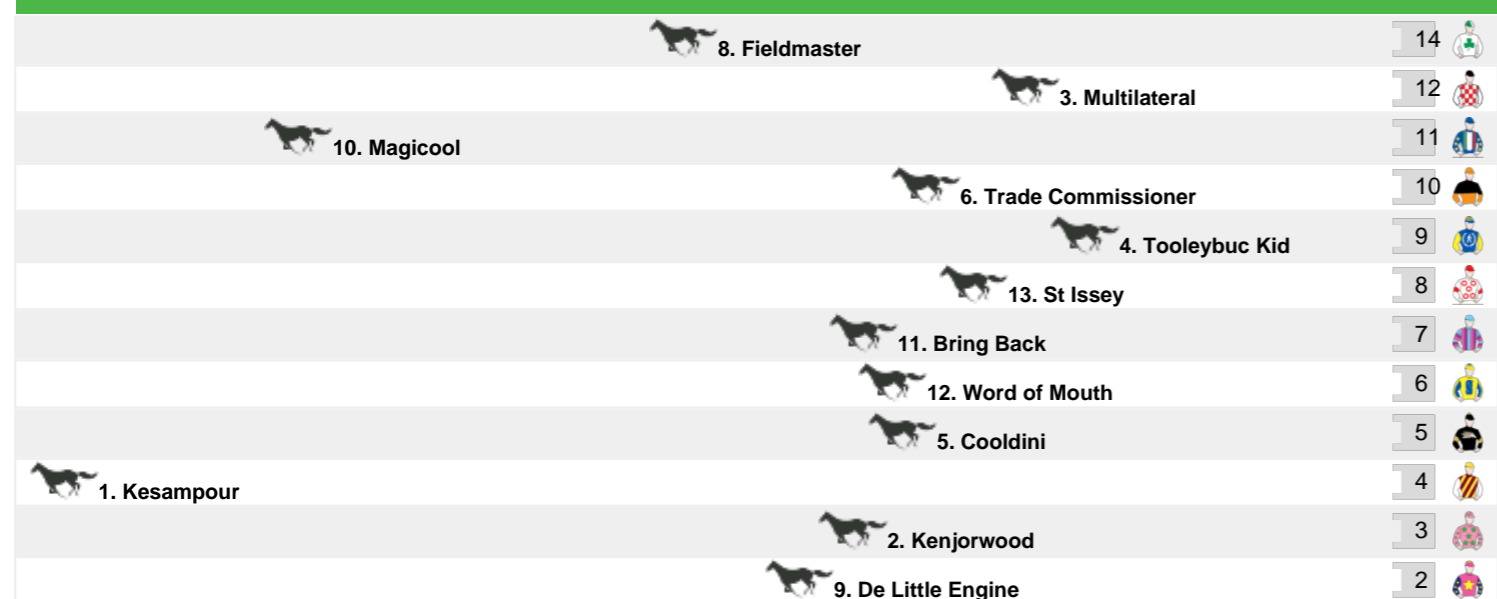 8. Fieldmaster 14
3. Multilateral 12
10. Magicool 11
6. Trade Commissioner 10
4. Tooleybuc Kid 9
13. St Issey 8
11. Bring Back 7
12. Word of Mouth 6
5. Cooldini 5
1. Kesampour 4
2. Kenjorwood 3
9. De Little Engine 2